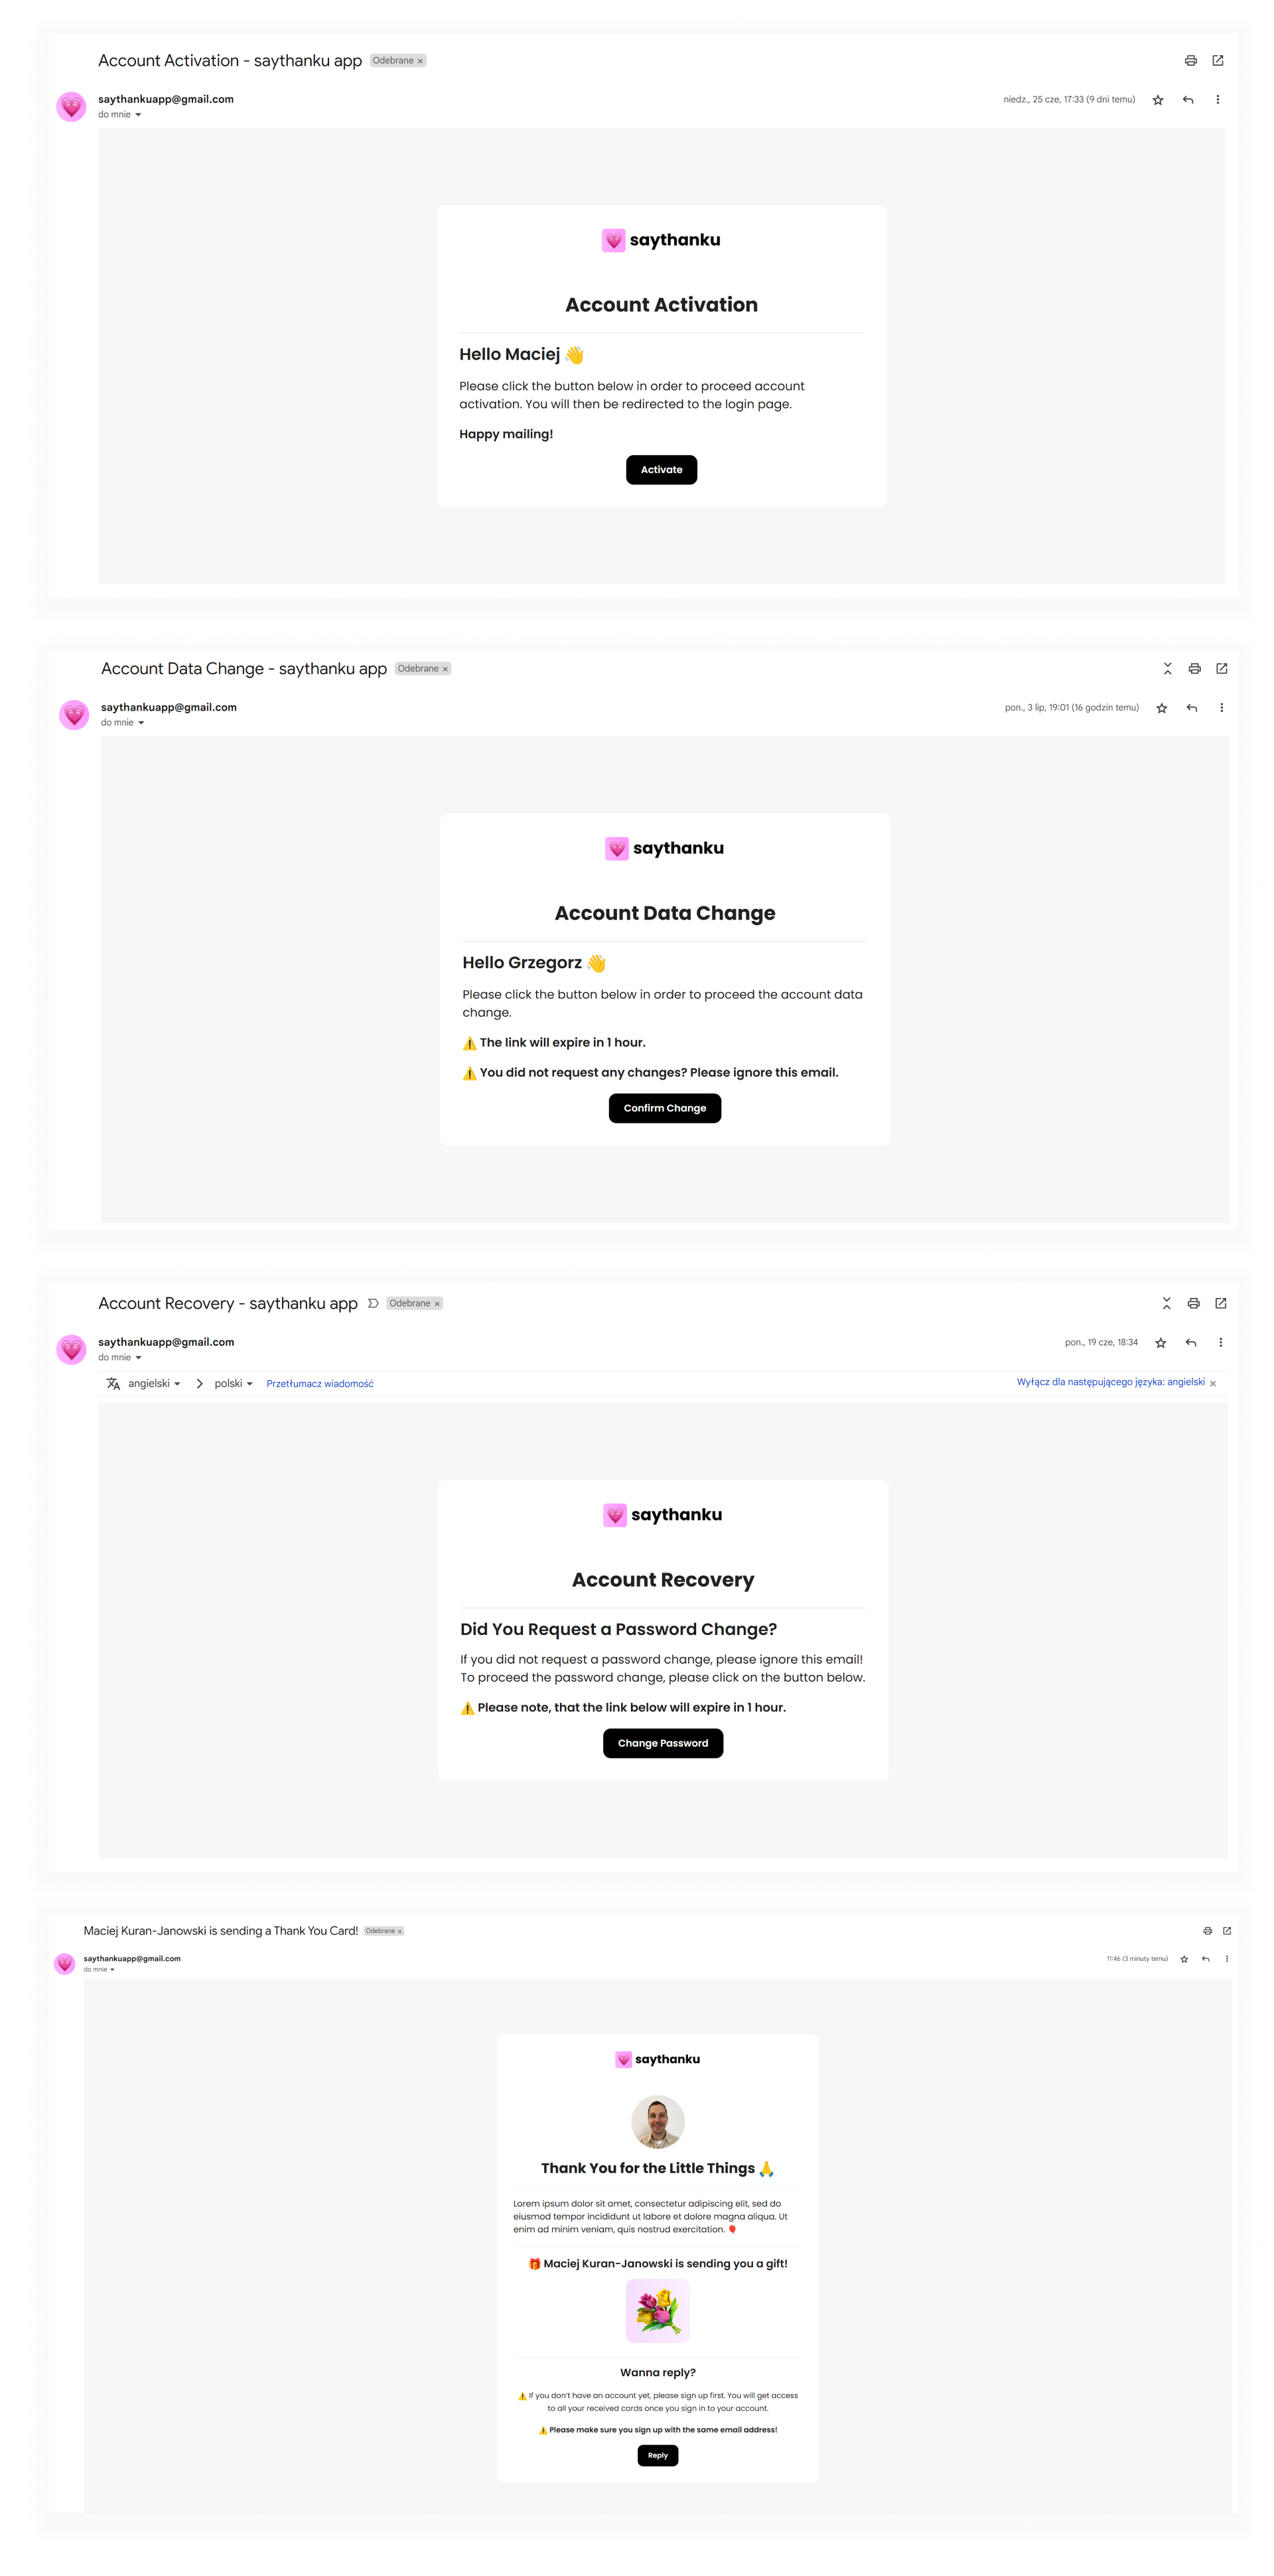 Account Activation - saythanku app Odebrane ×
saythankuapp@gmail.com niedz., 25 cze, 17:33 (9 dni temu)
do mnie
saythanku
Account Activation
Hello Maciej 👋
Please click the button below in order to proceed account
activation. You will then be redirected to the login page.
Happy mailing!
Activate
Account Data Change - saythanku app Odebrane ×
saythankuapp@gmail.com pon., 3 lip, 19:01 (16 godzin temu)
do mnie
saythanku
Account Data Change
Hello Grzegorz 👋
Please click the button below in order to proceed the account data
change.
⚠️ The link will expire in 1 hour.
⚠️ You did not request any changes? Please ignore this email.
Confirm Change
Account Recovery - saythanku app Odebrane ×
saythankuapp@gmail.com pon., 19 cze, 18:34
do mnie
angielski > polski Przetłumacz wiadomość Wyłącz dla następującego języka: angielski ×
saythanku
Account Recovery
Did You Request a Password Change?
If you did not request a password change, please ignore this email!
To proceed the password change, please click on the button below.
⚠️ Please note, that the link below will expire in 1 hour.
Change Password
Maciej Kuran-Janowski is sending a Thank You Card! Odebrane ×
saythankuapp@gmail.com 11:46 (3 minuty temu)
do mnie
saythanku
Thank You for the Little Things 🙏
Lorem ipsum dolor sit amet, consectetur adipiscing elit, sed do
eiusmod tempor incididunt ut labore et dolore magna aliqua. Ut
enim ad minim veniam, quis nostrud exercitation. 🎈
🎁 Maciej Kuran-Janowski is sending you a gift!
Wanna reply?
⚠️ If you don't have an account yet, please sign up first. You will get access
to all your received cards once you sign in to your account.
⚠️ Please make sure you sign up with the same email address!
Reply